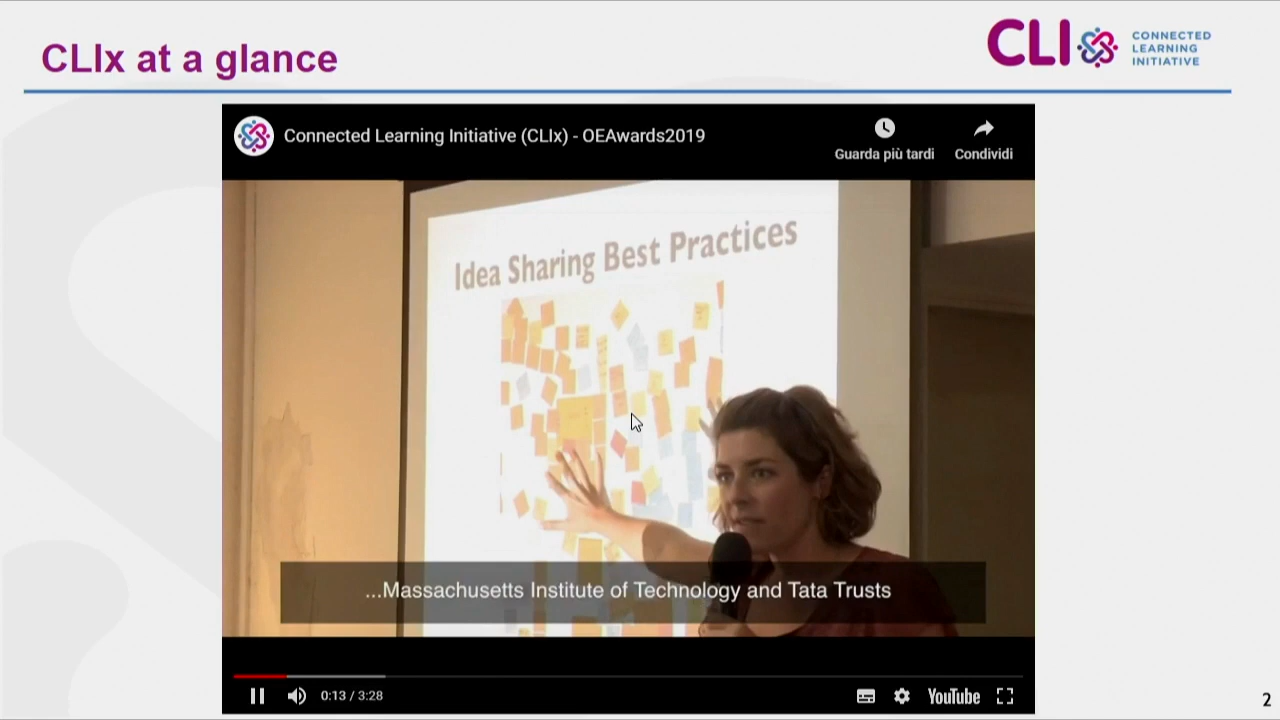 CLIx at a glance
CLI
CONNECTED
LEARNING
INITIATIVE
Connected Learning Initiative (CLIx) - OEAwards2019
Guarda più tardi
Condividi
Idea Sharing Best Practices
...Massachusetts Institute of Technology and Tata Trusts
0:13 / 3:28
YouTube
2